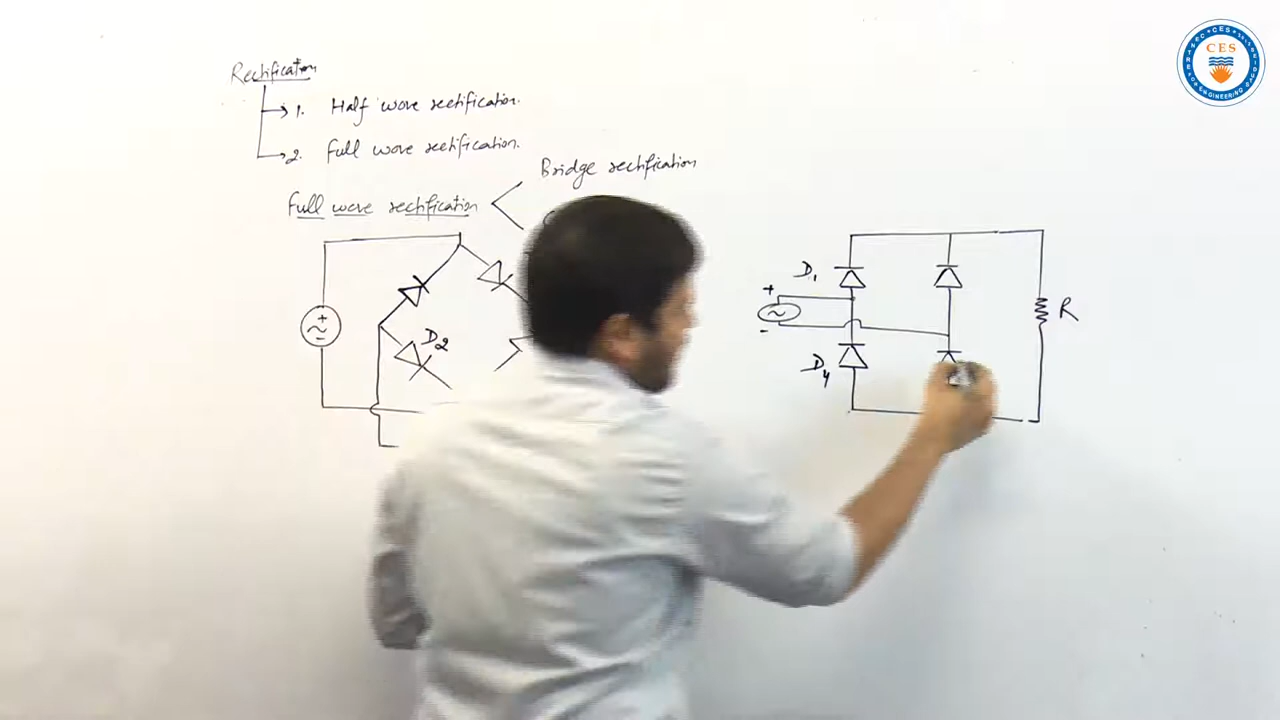 Rectification
1. Half wave rectification.
2. Full wave rectification.
Bridge rectification
Full wave rectification
D2
D1
D4
R
+
-
+
CES